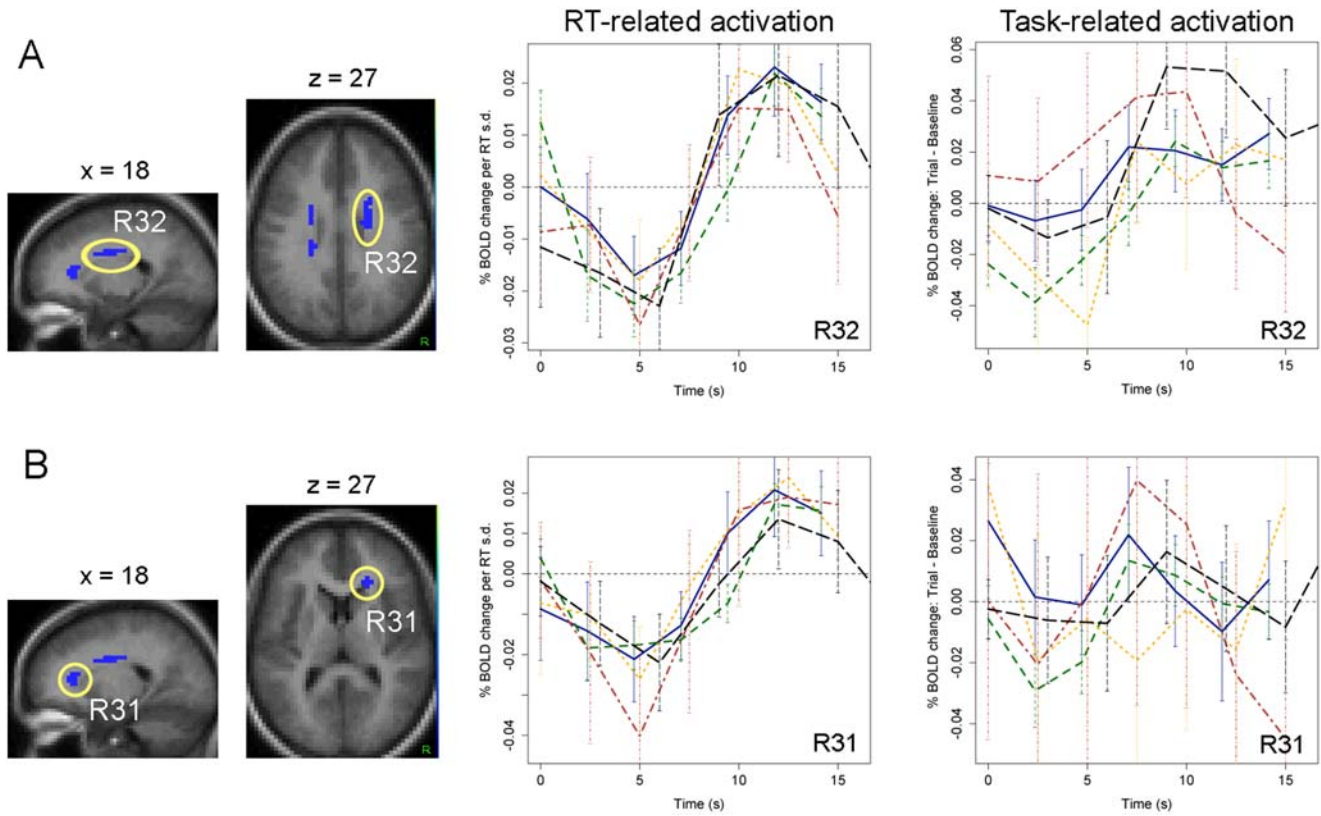 RT-related activation
Task-related activation
A
x = 18
R32
z = 27
R32
R
% BOLD change per RT s.d.
0.02
0.01
0.00
-0.01
-0.02
-0.03
0
5
10
15
Time (s)
R32
% BOLD change: Trial - Baseline
0.06
0.04
0.02
0.00
-0.02
-0.04
0
5
10
15
Time (s)
R32
B
x = 18
R31
z = 27
R31
R
% BOLD change per RT s.d.
0.02
0.00
-0.02
-0.04
0
5
10
15
Time (s)
R31
% BOLD change: Trial - Baseline
0.04
0.02
0.00
-0.02
-0.04
0
5
10
15
Time (s)
R31